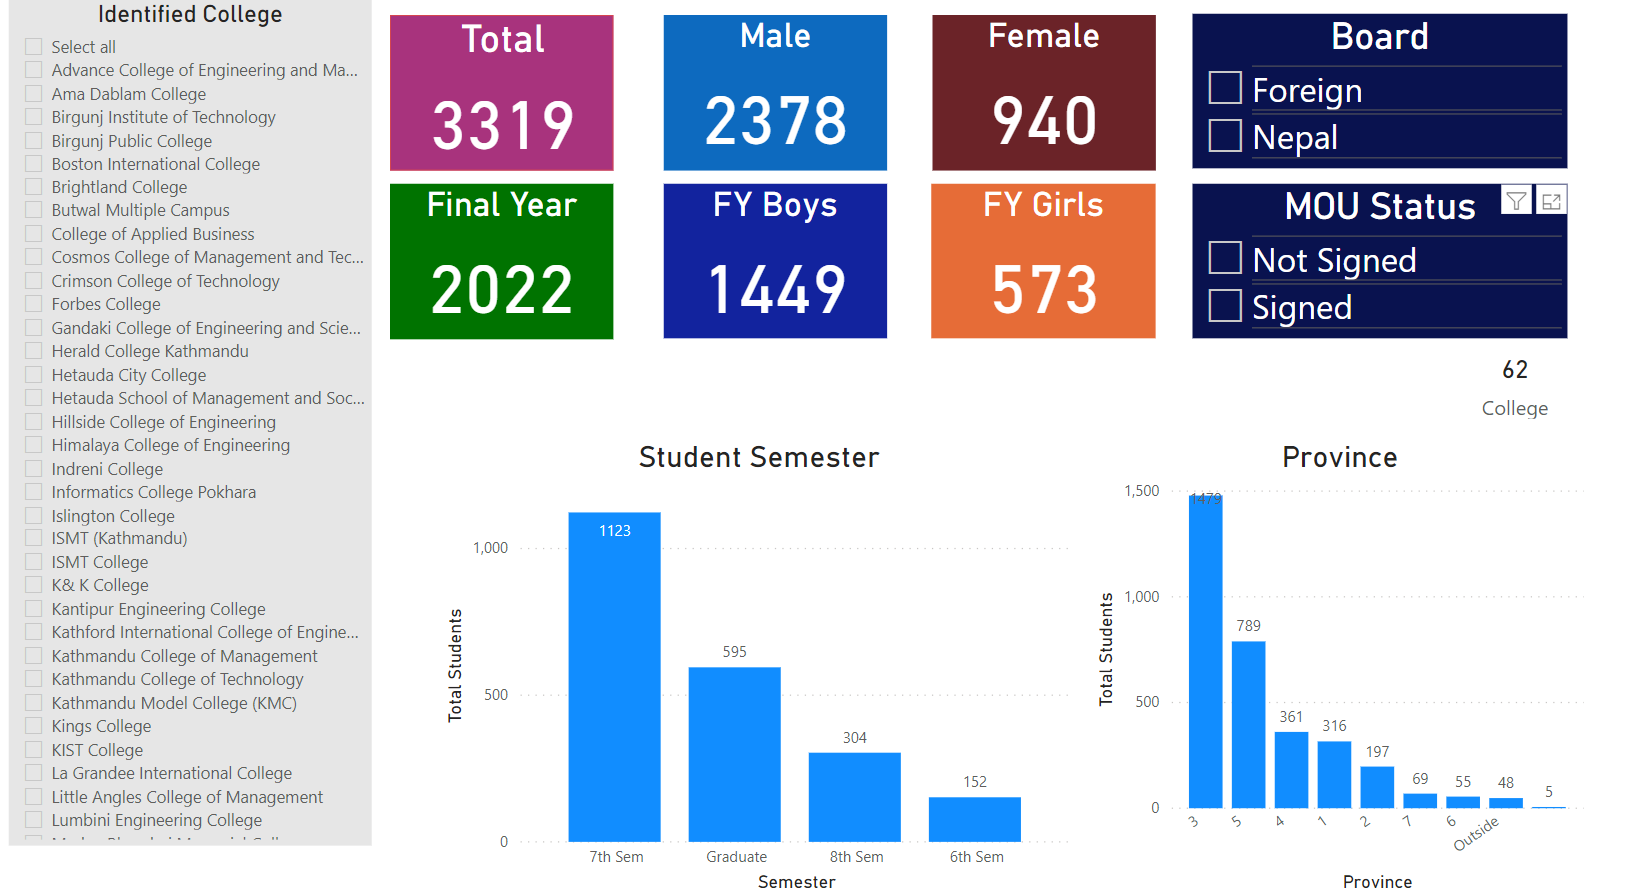 Identified College
Select all
Advance College of Engineering and Ma...
Ama Dablam College
Birgunj Institute of Technology
Birgunj Public College
Boston International College
Brightland College
Butwal Multiple Campus
College of Applied Business
Cosmos College of Management and Tec...
Crimson College of Technology
Forbes College
Gandaki College of Engineering and Scie...
Herald College Kathmandu
Hetauda City College
Hetauda School of Management and Soc...
Hillside College of Engineering
Himalaya College of Engineering
Indreni College
Informatics College Pokhara
Islington College
ISMT (Kathmandu)
ISMT College
K& K College
Kantipur Engineering College
Kathford International College of Engine...
Kathmandu College of Management
Kathmandu College of Technology
Kathmandu Model College (KMC)
Kings College
KIST College
La Grandee International College
Little Angles College of Management
Lumbini Engineering College
Total
3319
Male
2378
Female
940
Board
Foreign
Nepal
Final Year
2022
FY Boys
1449
FY Girls
573
MOU Status
Not Signed
Signed
62
College
Student Semester
Total Students
1,000
500
0
1123
595
304
152
7th Sem
Graduate
8th Sem
6th Sem
Semester
Province
Total Students
1,500
1,000
500
0
1479
789
361
316
197
69
55
48
5
3
5
4
1
2
7
6
Outside
Province